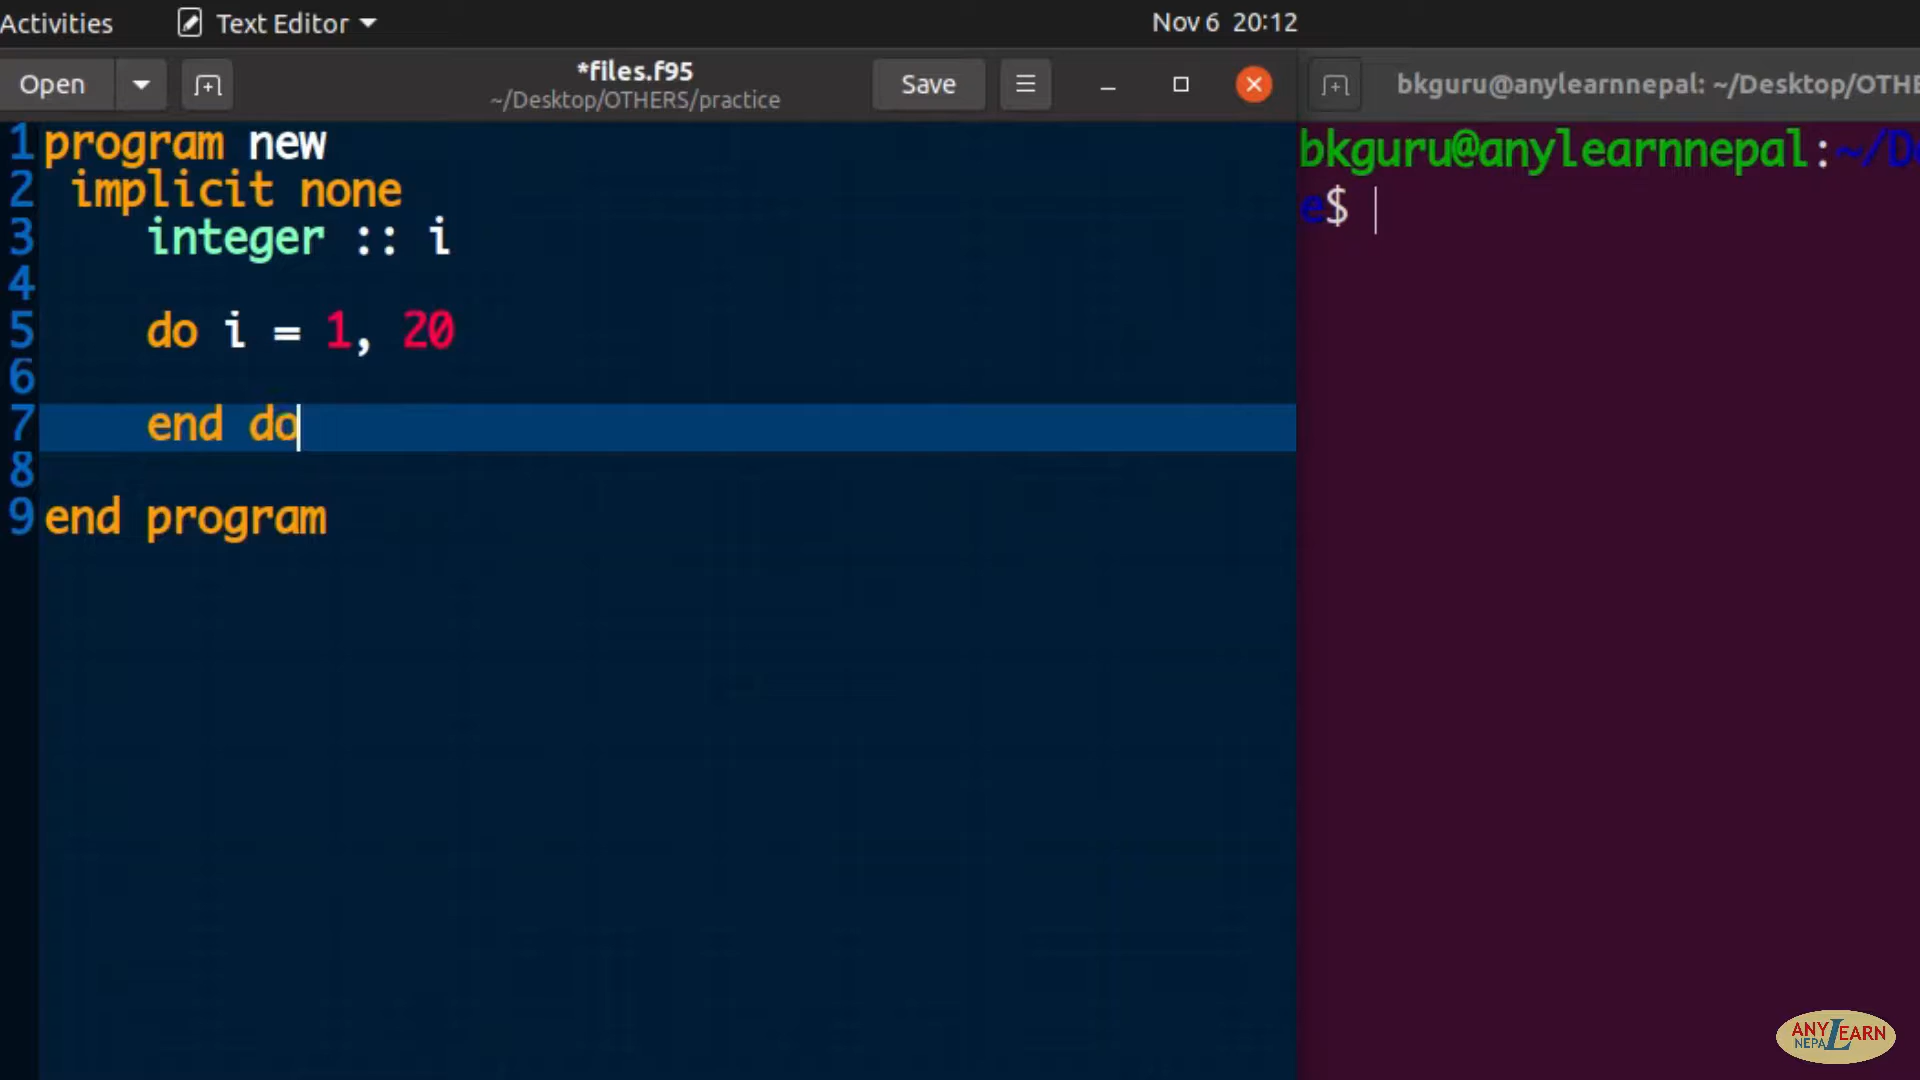 Activities Text Editor Nov 6 20:12
Open *files.f95 Save bkguru@anylearnnepal: ~/Desktop/OTHE
~/Desktop/OTHERS/practice
1 program new
2 implicit none
3 integer :: i
4
5 do i = 1, 20
6
7 end do
8
9 end program
bkguru@anylearnnepal:~/D
e$
ANY LEARN
NEPAL